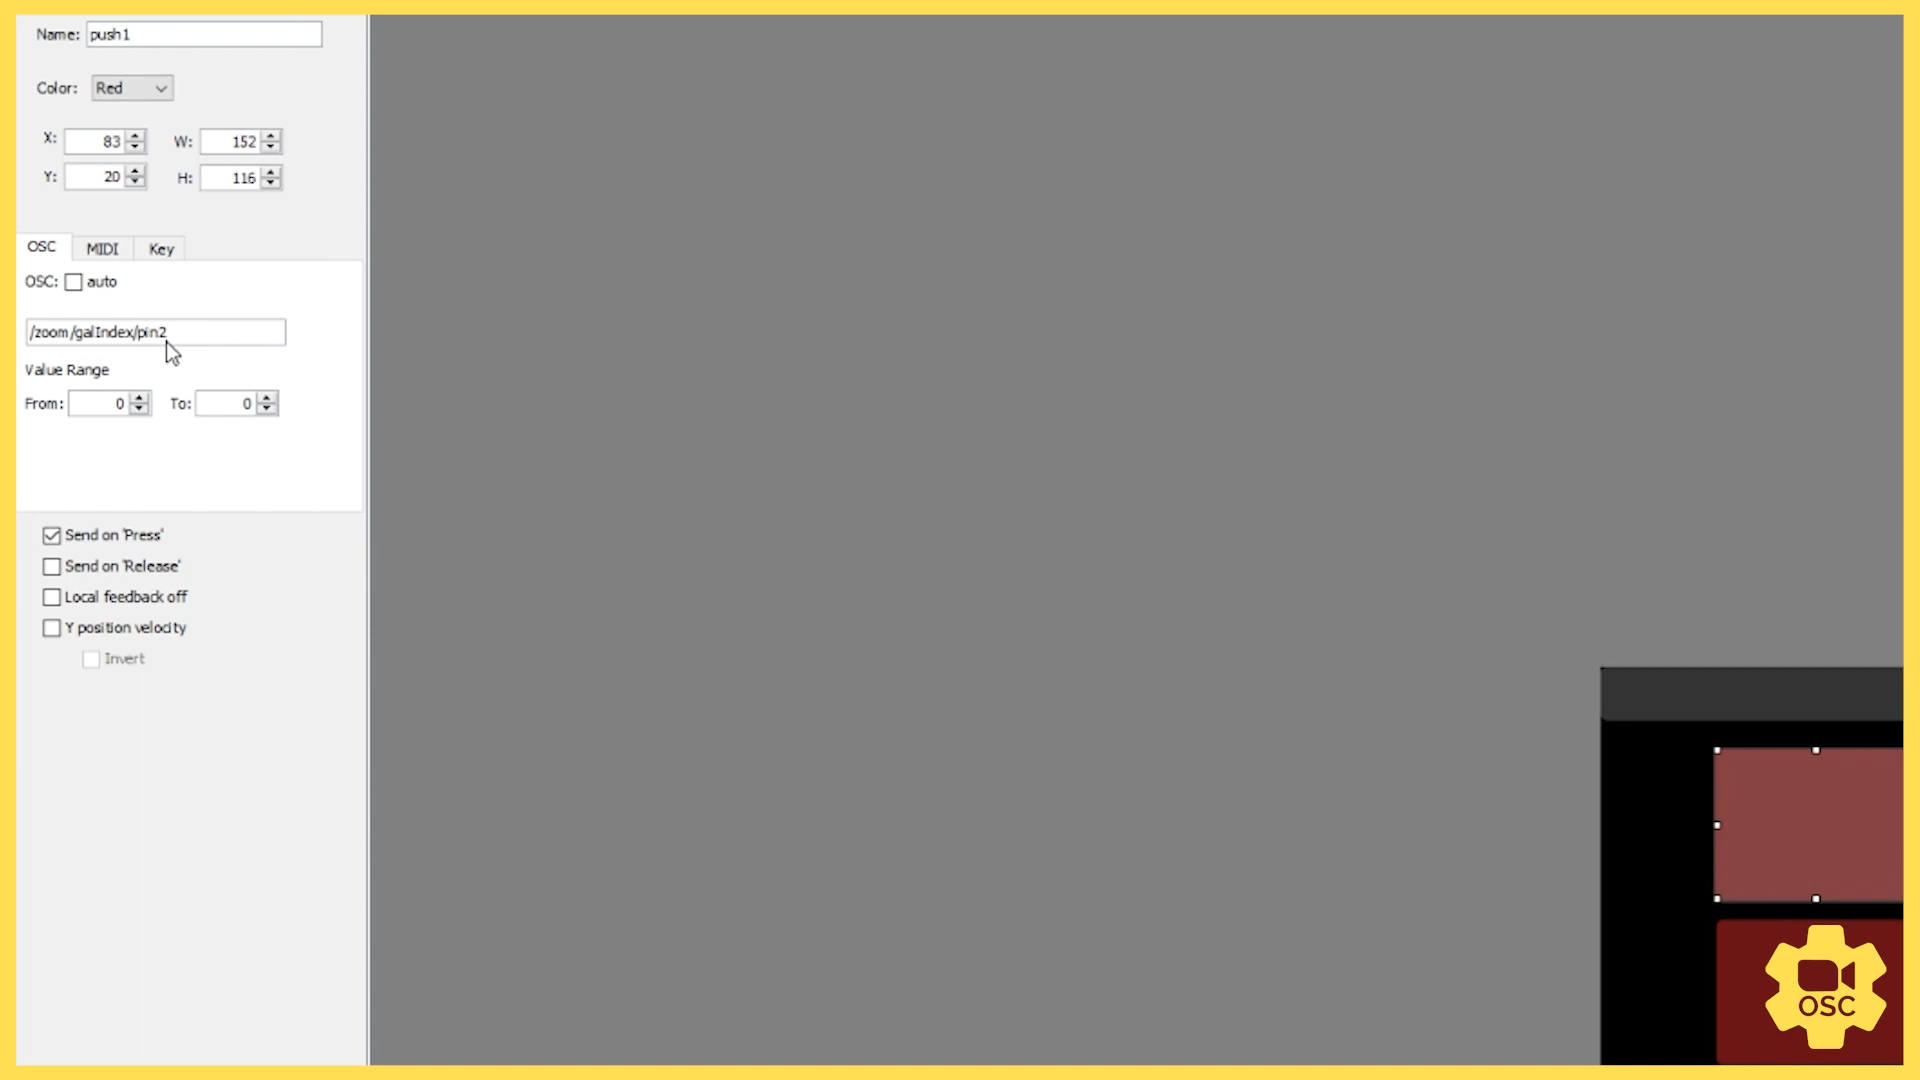 Name: push1
Color: Red
X: 83 W: 152
Y: 20 H: 116
OSC MIDI Key
OSC: auto
/zoom/galIndex/pin2
Value Range
From: 0 To: 0
Send on 'Press'
Send on 'Release'
Local feedback off
Y position velocity
Invert
OSC